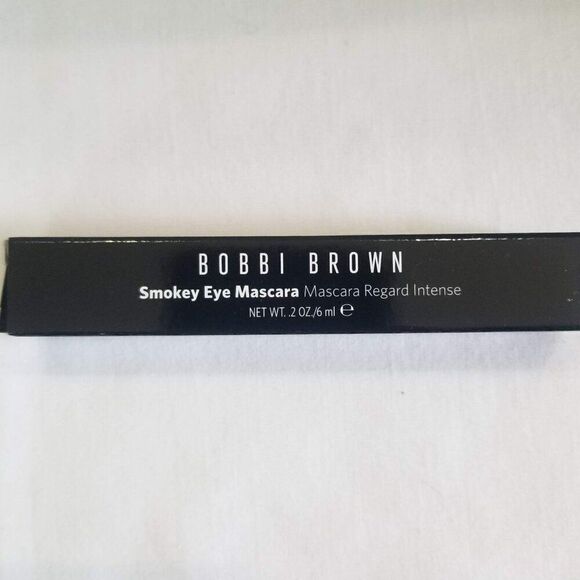 BOBBI BROWN
Smokey Eye Mascara Mascara Regard Intense
NET WT. .2 OZ./6 ml ℮